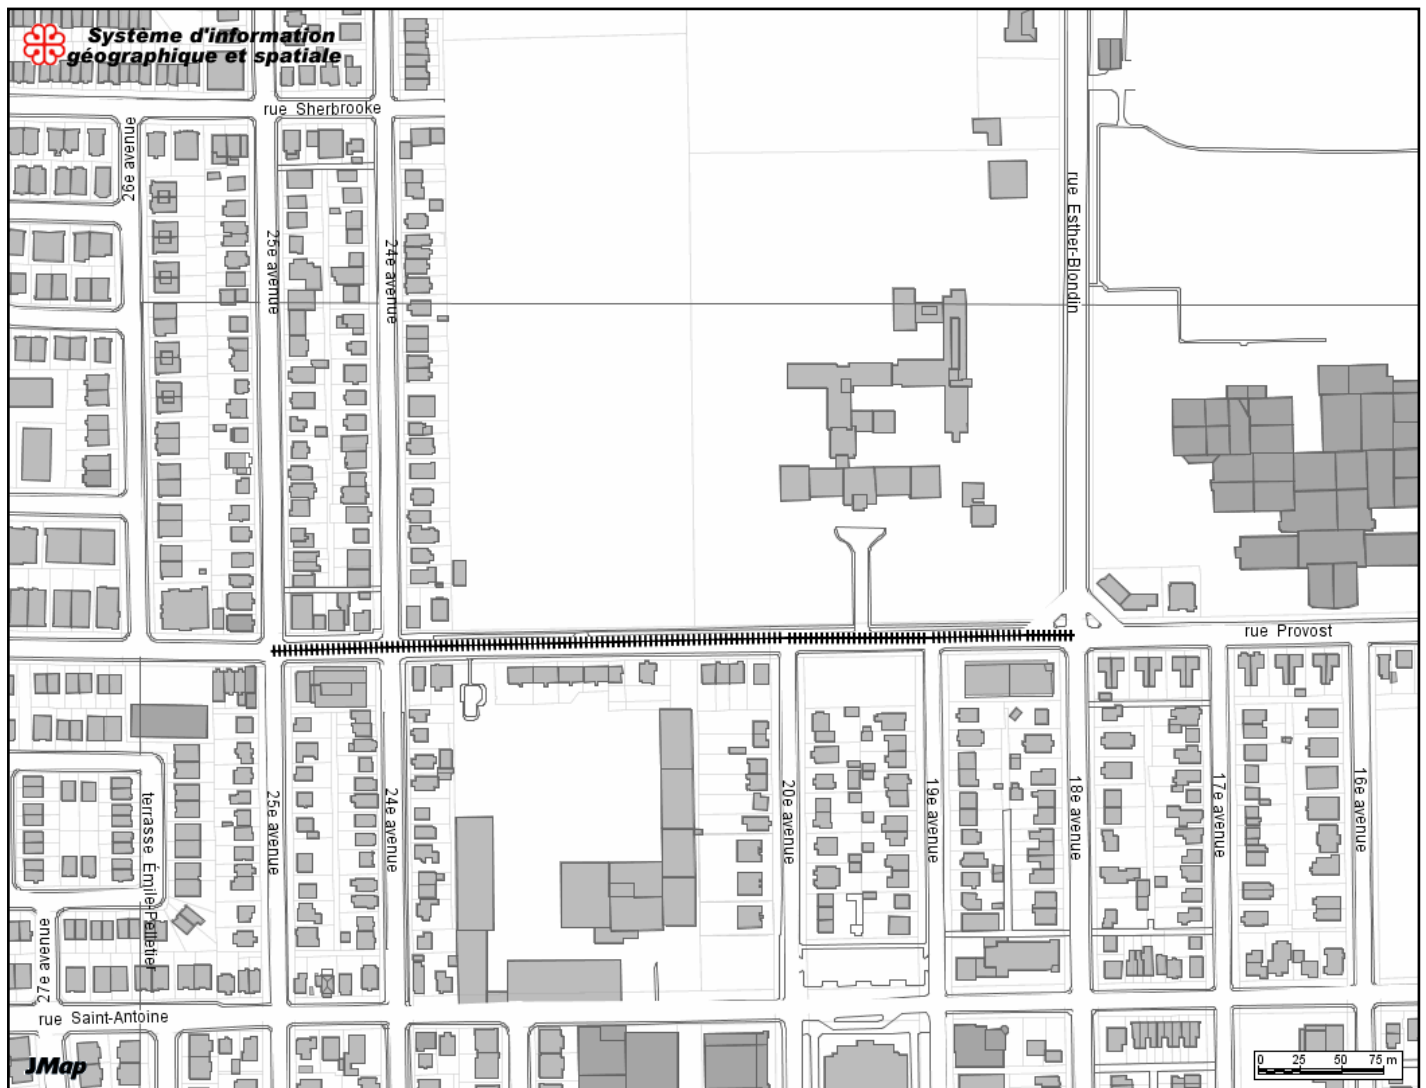 Système d'information
géographique et spatiale
rue Sherbrooke
26e avenue
25e avenue
24e avenue
rue Esther-Blondin
rue Provost
25e avenue
24e avenue
20e avenue
19e avenue
18e avenue
17e avenue
16e avenue
terrasse Émile-Pelletier
27e avenue
rue Saint-Antoine
JMap
0 25 50 75 m